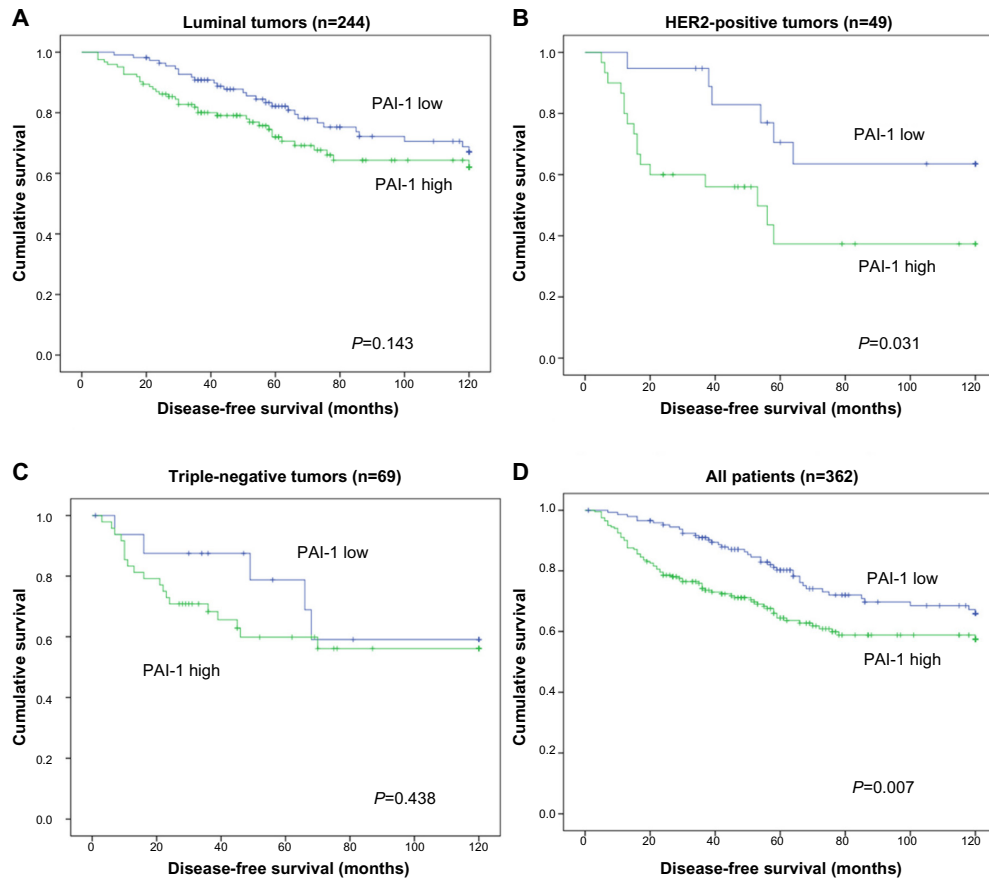 A
Luminal tumors (n=244)
Cumulative survival
1.0
0.8
0.6
0.4
0.2
0.0
PAI-1 low
PAI-1 high
P=0.143
0 20 40 60 80 100 120
Disease-free survival (months)
B
HER2-positive tumors (n=49)
Cumulative survival
1.0
0.8
0.6
0.4
0.2
0.0
PAI-1 low
PAI-1 high
P=0.031
0 20 40 60 80 100 120
Disease-free survival (months)
C
Triple-negative tumors (n=69)
Cumulative survival
1.0
0.8
0.6
0.4
0.2
0.0
PAI-1 low
PAI-1 high
P=0.438
0 20 40 60 80 100 120
Disease-free survival (months)
D
All patients (n=362)
Cumulative survival
1.0
0.8
0.6
0.4
0.2
0.0
PAI-1 low
PAI-1 high
P=0.007
0 20 40 60 80 100 120
Disease-free survival (months)